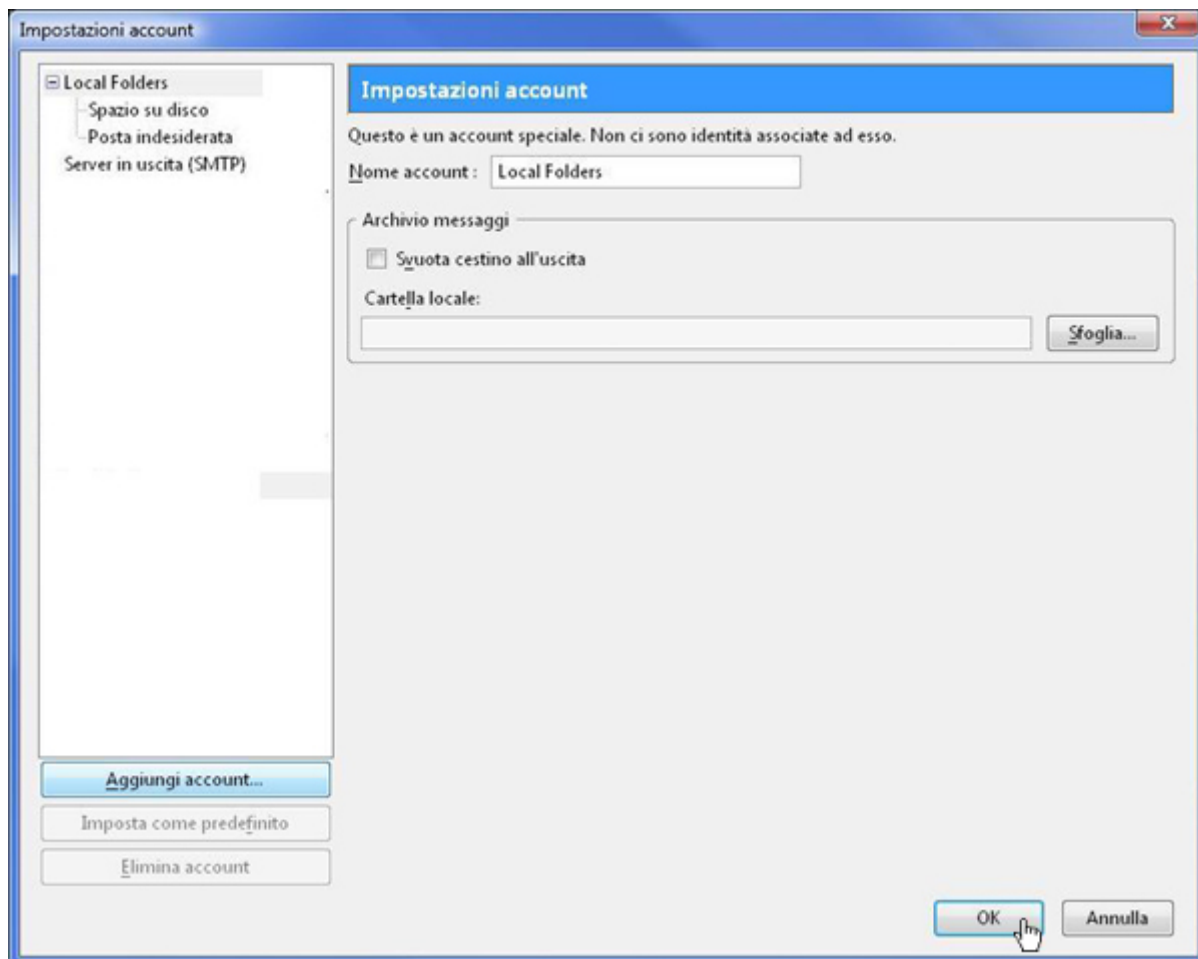 Impostazioni account
Local Folders
Spazio su disco
Posta indesiderata
Server in uscita (SMTP)
Impostazioni account
Questo è un account speciale. Non ci sono identità associate ad esso.
Nome account : Local Folders
Archivio messaggi
Svuota cestino all'uscita
Cartella locale:
Sfoglia...
Aggiungi account...
Imposta come predefinito
Elimina account
OK
Annulla